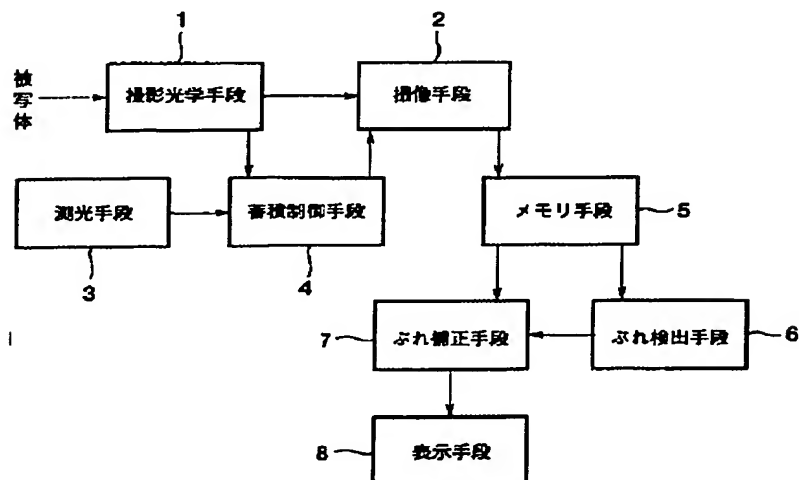 1
2
被写体
撮影光学手段
撮像手段
測光手段
蓄積制御手段
メモリ手段
5
3
4
7
ぶれ補正手段
ぶれ検出手段
6
8
表示手段